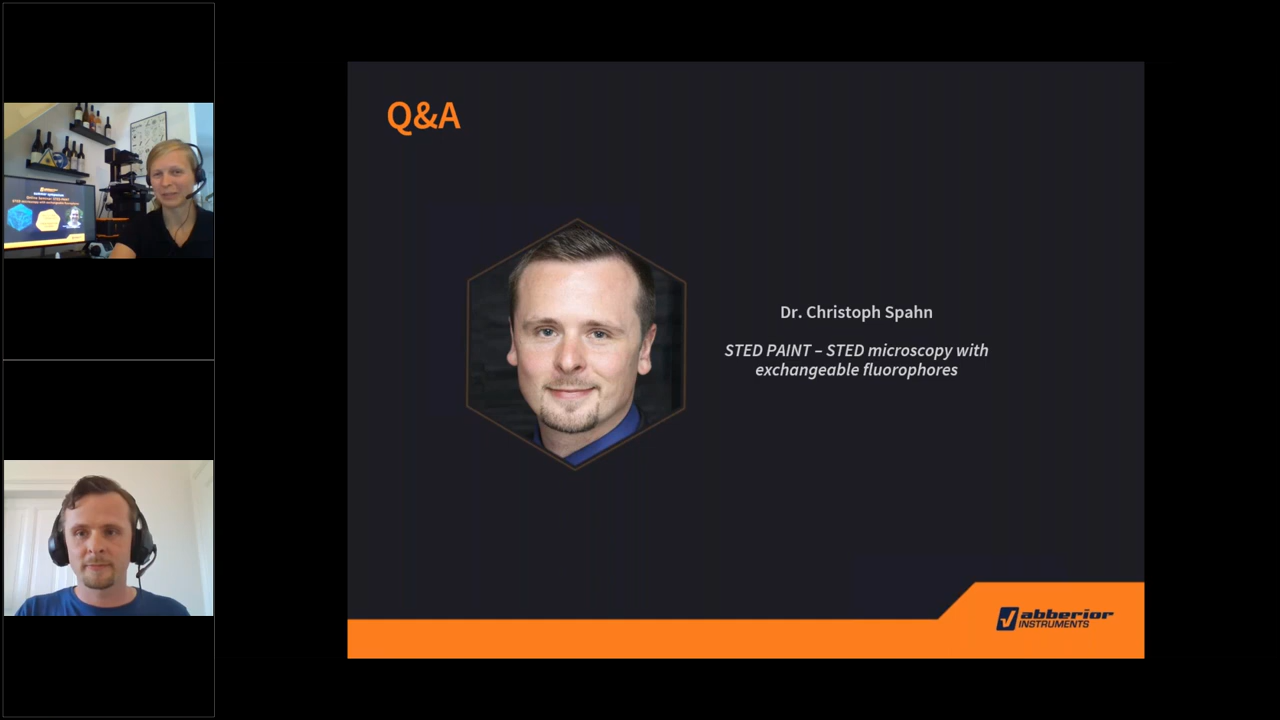 Q&A
Dr. Christoph Spahn
STED PAINT – STED microscopy with
exchangeable fluorophores
abberior
INSTRUMENTS